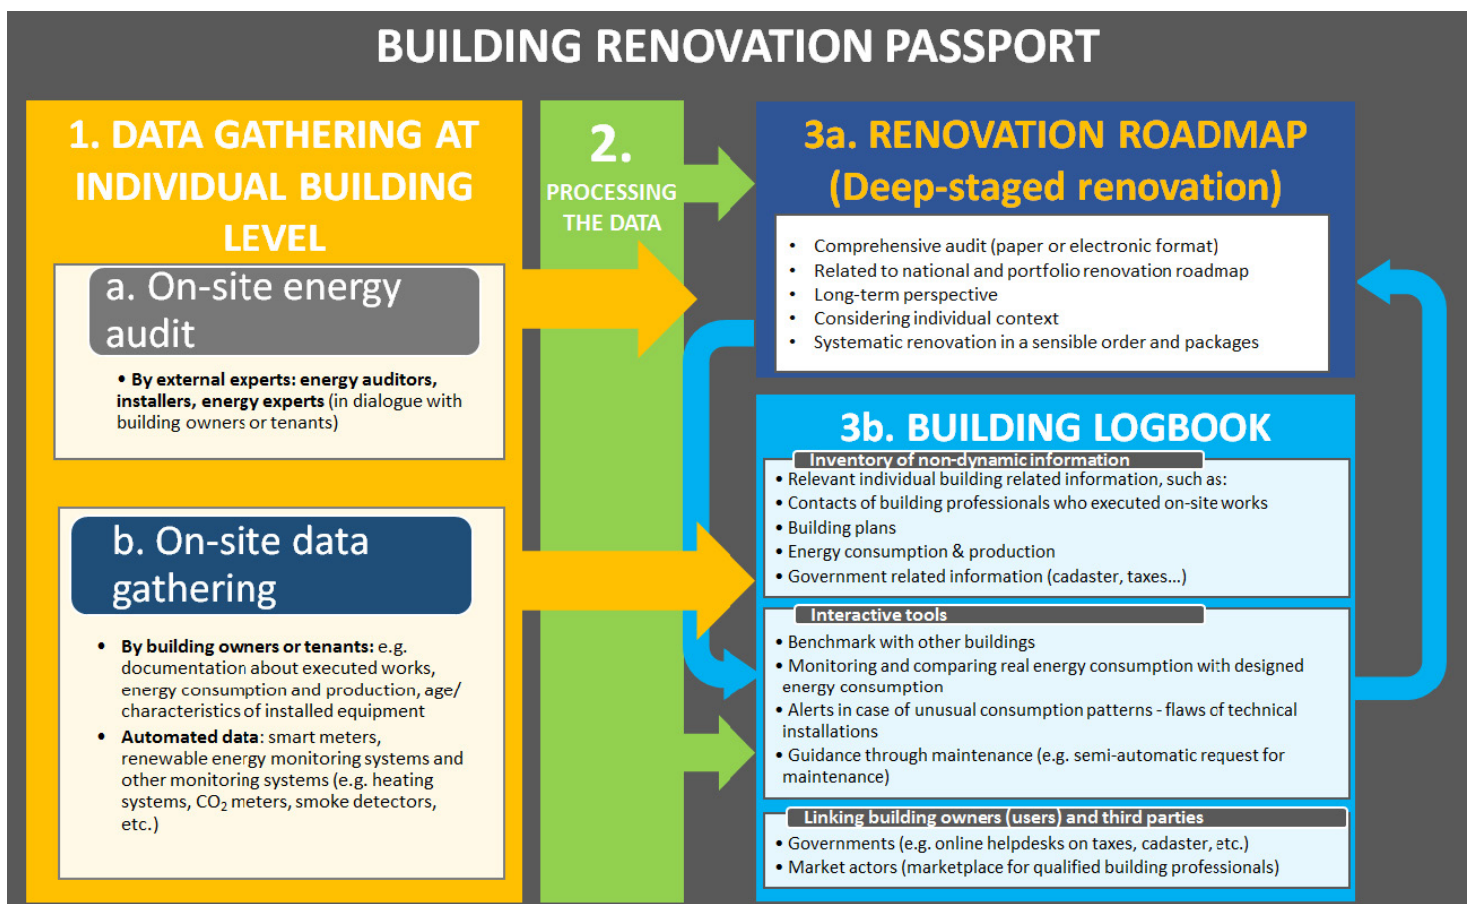 BUILDING RENOVATION PASSPORT
1. DATA GATHERING AT
INDIVIDUAL BUILDING
LEVEL
a. On-site energy
audit
• By external experts: energy auditors,
installers, energy experts (in dialogue with
building owners or tenants)
b. On-site data
gathering
• By building owners or tenants: e.g.
documentation about executed works,
energy consumption and production, age/
characteristics of installed equipment
• Automated data: smart meters,
renewable energy monitoring systems and
other monitoring systems (e.g. heating
systems, CO₂ meters, smoke detectors,
etc.)
2.
PROCESSING
THE DATA
3a. RENOVATION ROADMAP
(Deep-staged renovation)
• Comprehensive audit (paper or electronic format)
• Related to national and portfolio renovation roadmap
• Long-term perspective
• Considering individual context
• Systematic renovation in a sensible order and packages
3b. BUILDING LOGBOOK
Inventory of non-dynamic information
• Relevant individual building related information, such as:
• Contacts of building professionals who executed on-site works
• Building plans
• Energy consumption & production
• Government related information (cadaster, taxes...)
Interactive tools
• Benchmark with other buildings
• Monitoring and comparing real energy consumption with designed
energy consumption
• Alerts in case of unusual consumption patterns - flaws of technical
installations
• Guidance through maintenance (e.g. semi-automatic request for
maintenance)
Linking building owners (users) and third parties
• Governments (e.g. online helpdesks on taxes, cadaster, etc.)
• Market actors (marketplace for qualified building professionals)